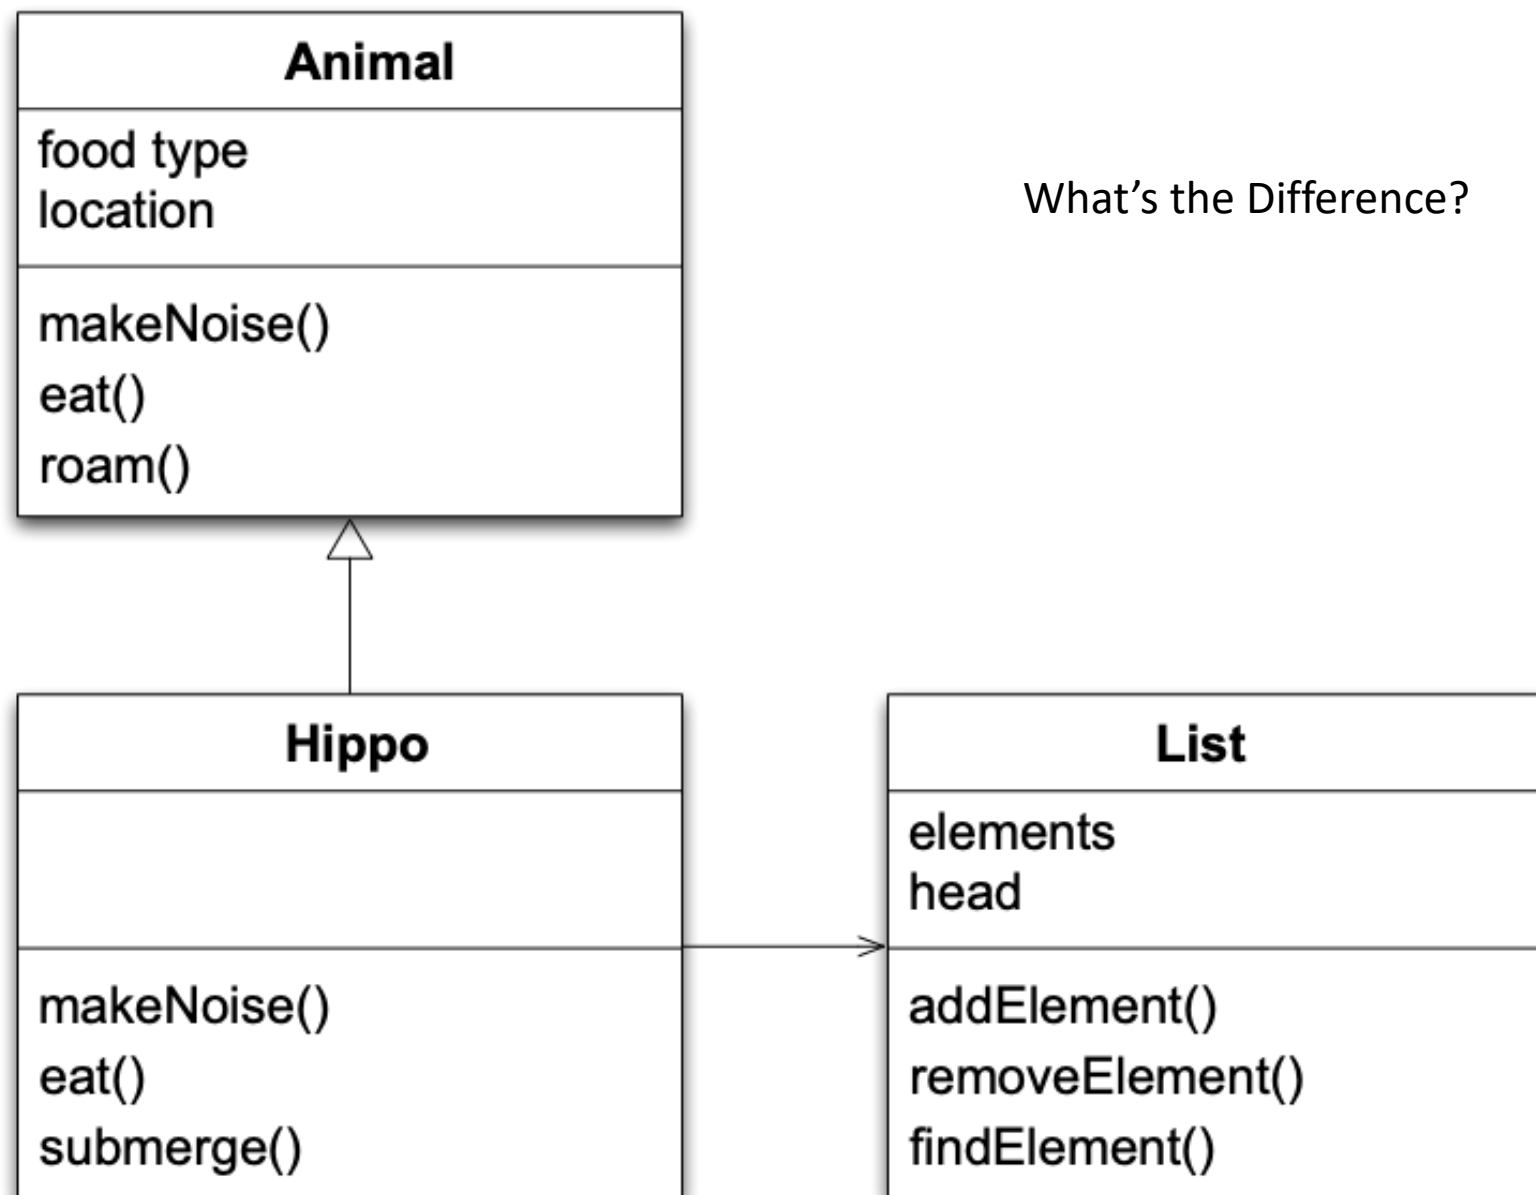 Animal
food type
location
makeNoise()
eat()
roam()
What’s the Difference?
Hippo
makeNoise()
eat()
submerge()
List
elements
head
addElement()
removeElement()
findElement()